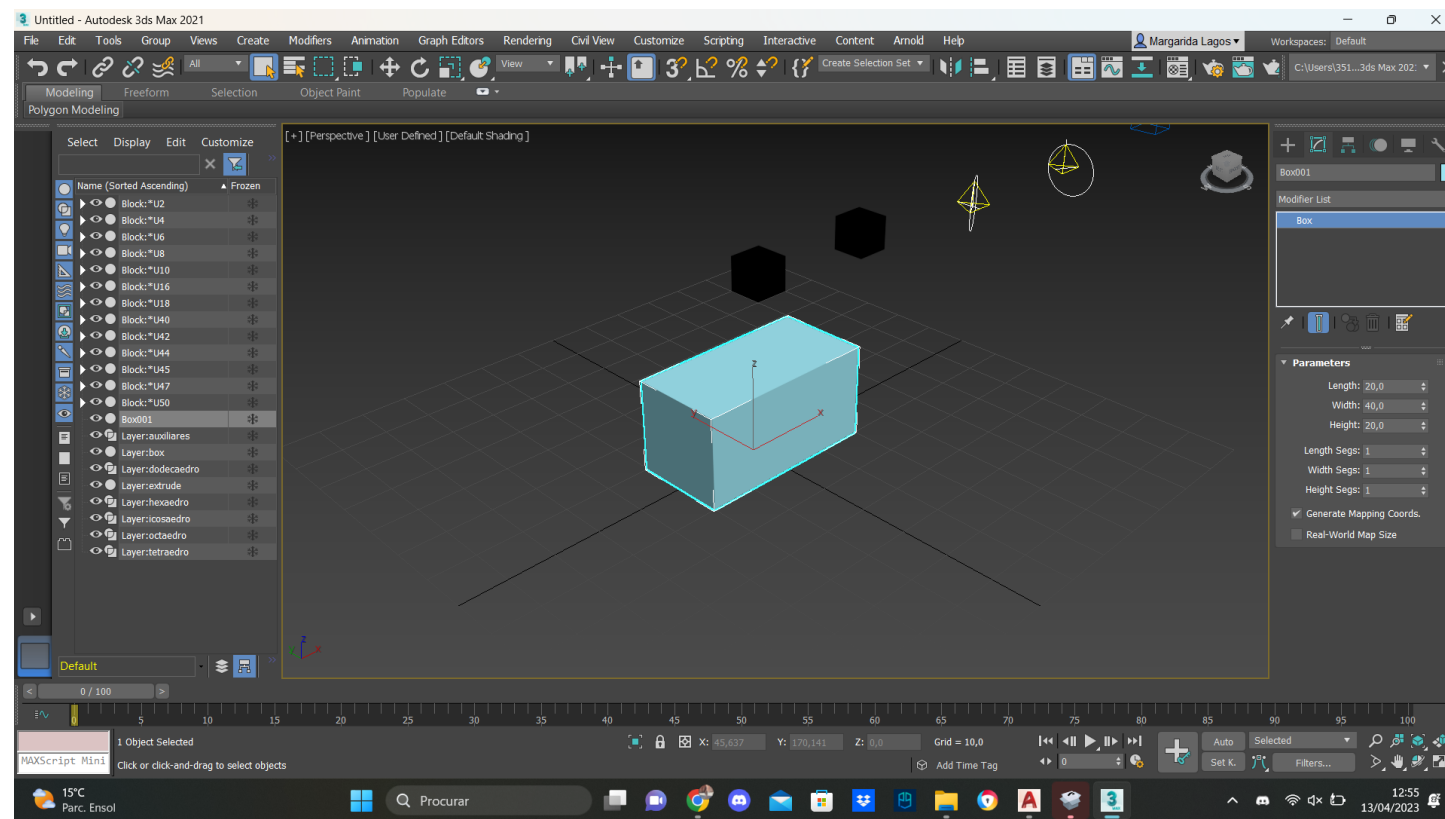 Untitled - Autodesk 3ds Max 2021
File Edit Tools Group Views Create Modifiers Animation Graph Editors Rendering Civil View Customize Scripting Interactive Content Arnold Help
Margarida Lagos
Workspaces: Default
All
View
Create Selection Set
C:\Users\351...3ds Max 202:
Modeling Freeform Selection Object Paint Populate
Polygon Modeling
Select Display Edit Customize
Name (Sorted Ascending) ▲ Frozen
Block:*U2
Block:*U4
Block:*U6
Block:*U8
Block:*U10
Block:*U16
Block:*U18
Block:*U40
Block:*U42
Block:*U44
Block:*U45
Block:*U47
Block:*U50
Box001
Layer:auxiliares
Layer:box
Layer:dodecaedro
Layer:extrude
Layer:hexaedro
Layer:icosaedro
Layer:octaedro
Layer:tetraedro
Default
[+] [Perspective ] [User Defined ] [Default Shading ]
z
y
x
z
x
Box001
Modifier List
Box
Parameters
Length: 20,0
Width: 40,0
Height: 20,0
Length Segs: 1
Width Segs: 1
Height Segs: 1
Generate Mapping Coords.
Real-World Map Size
< 0 / 100 >
0 5 10 15 20 25 30 35 40 45 50 55 60 65 70 75 80 85 90 95 100
1 Object Selected
X: 45,637 Y: 170,141 Z: 0,0 Grid = 10,0
Auto Selected
MAXScript Mini
Click or click-and-drag to select objects
Add Time Tag
0
Set K. Filters...
15°C
Parc. Ensol
Procurar
12:55
13/04/2023